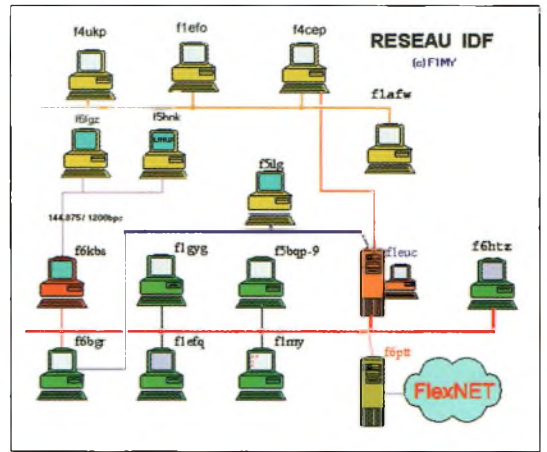 f4ukp f1efo f4cep RESEAU IDF
(c) F1MY
f1afw
f6lgz f5hnk
f5lg
144.875/ 1200bps
f6kbs f1gyg f5bqp-9 f1euc f6htz
f6bgr f1efq f1my f6ptt
FlexNET